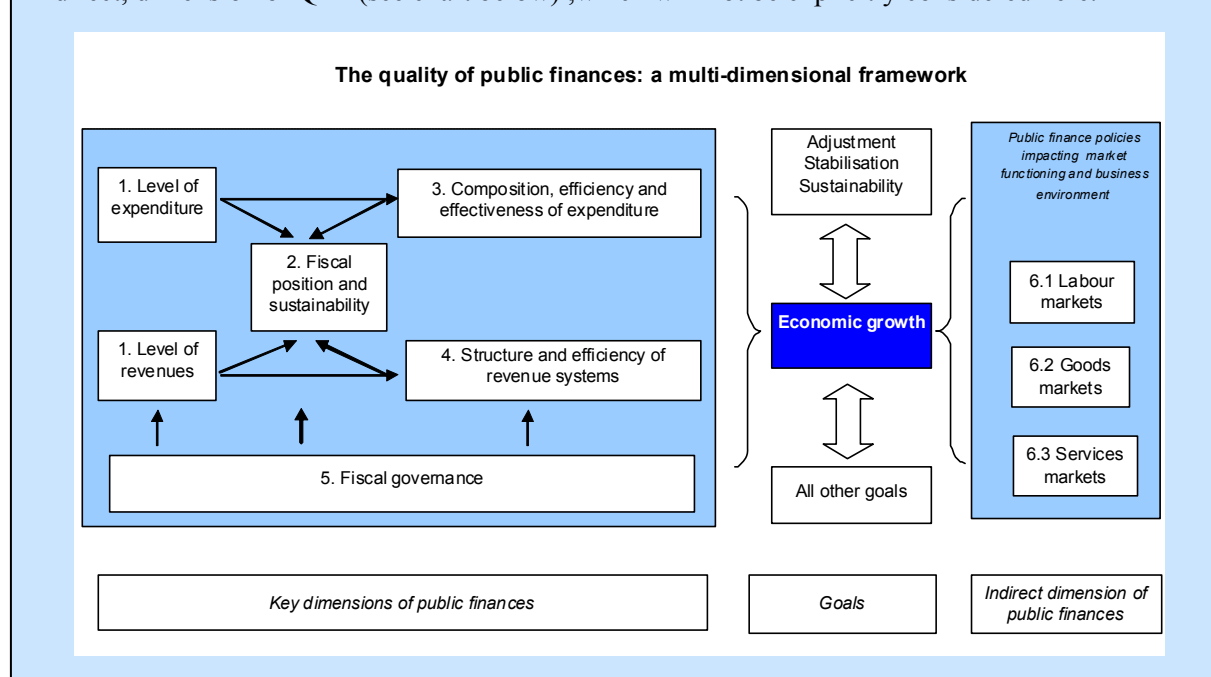 The quality of public finances: a multi-dimensional framework
1. Level of
expenditure
3. Composition, efficiency and
effectiveness of expenditure
2. Fiscal
position and
sustainability
1. Level of
revenues
4. Structure and efficiency of
revenue systems
5. Fiscal governance
Adjustment
Stabilisation
Sustainability
Economic growth
All other goals
Public finance policies
impacting market
functioning and business
environment
6.1 Labour
markets
6.2 Goods
markets
6.3 Services
markets
Key dimensions of public finances
Goals
Indirect dimension of
public finances